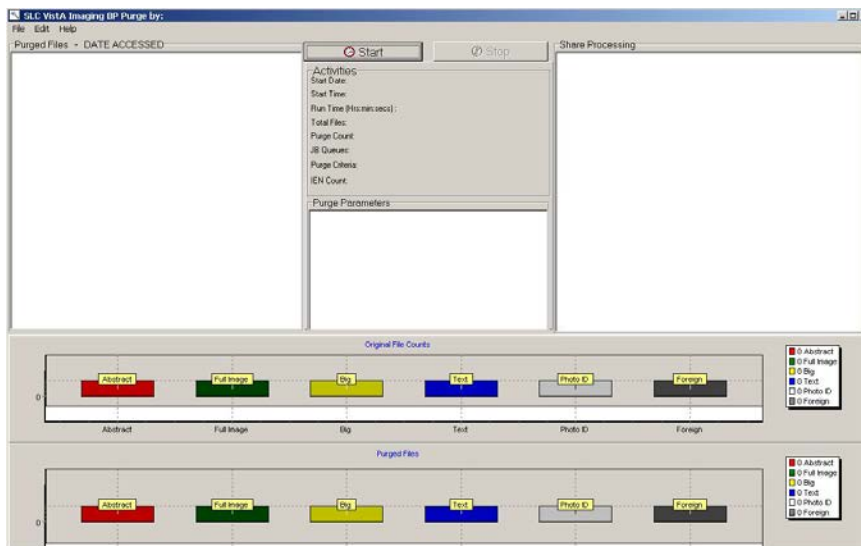 SLC VistA Imaging BP Purge by:
File Edit Help
Purged Files - DATE ACCESSED
Start
Stop
Share Processing
Activities
Start Date:
Start Time:
Run Time (Hrs:min:secs) :
Total Files:
Purge Count:
JB Queues:
Purge Criteria:
IEN Count:
Purge Parameters
Original File Counts
Abstract Full Image Big Text Photo ID Foreign
0
Abstract Full Image Big Text Photo ID Foreign
0 Abstract
0 Full Image
0 Big
0 Text
0 Photo ID
0 Foreign
Purged Files
Abstract Full Image Big Text Photo ID Foreign
0
0 Abstract
0 Full Image
0 Big
0 Text
0 Photo ID
0 Foreign